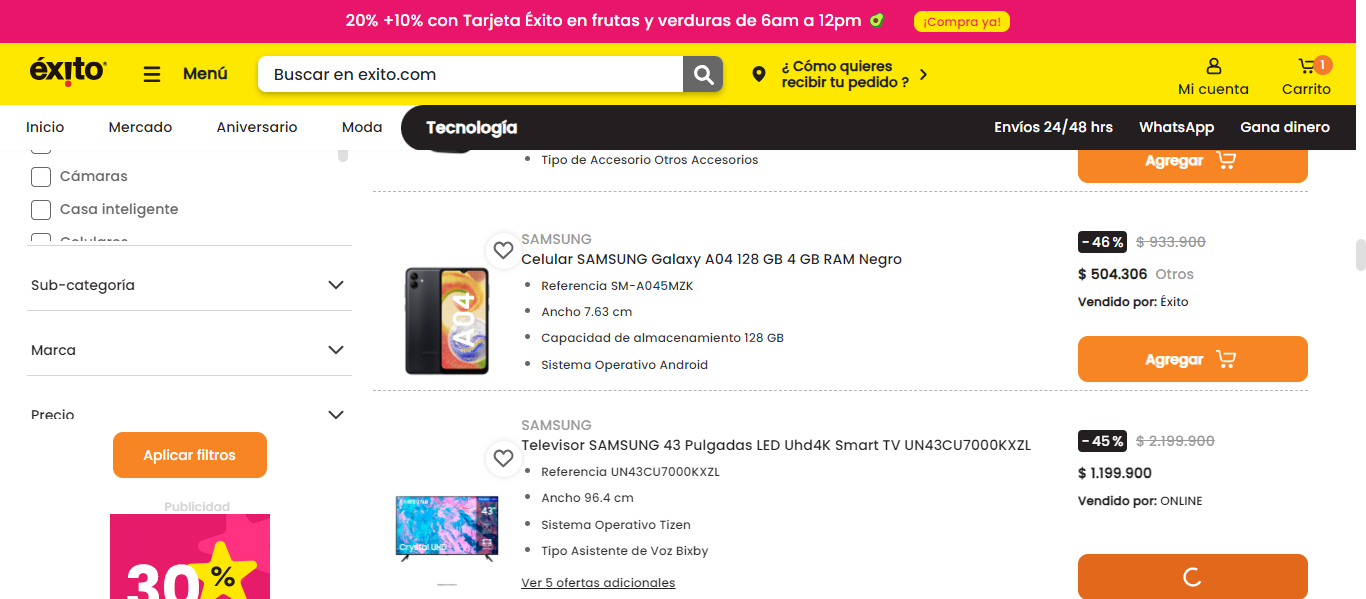 20% +10% con Tarjeta Éxito en frutas y verduras de 6am a 12pm
¡Compra ya!
éxito
Menú
Buscar en exito.com
¿ Cómo quieres
recibir tu pedido ?
Mi cuenta
1
Carrito
Inicio
Mercado
Aniversario
Moda
Tecnología
Envíos 24/48 hrs
WhatsApp
Gana dinero
Cámaras
Casa inteligente
Celulares
Sub-categoría
Marca
Precio
Aplicar filtros
Publicidad
30 %
Tipo de Accesorio Otros Accesorios
Agregar
SAMSUNG
Celular SAMSUNG Galaxy A04 128 GB 4 GB RAM Negro
Referencia SM-A045MZK
Ancho 7.63 cm
Capacidad de almacenamiento 128 GB
Sistema Operativo Android
A04
- 46 % $ 933.900
$ 504.306 Otros
Vendido por: Éxito
Agregar
SAMSUNG
Televisor SAMSUNG 43 Pulgadas LED Uhd4K Smart TV UN43CU7000KXZL
Referencia UN43CU7000KXZL
Ancho 96.4 cm
Sistema Operativo Tizen
Tipo Asistente de Voz Bixby
Ver 5 ofertas adicionales
SAMSUNG
43"
Crystal UHD
- 45 % $ 2.199.900
$ 1.199.900
Vendido por: ONLINE